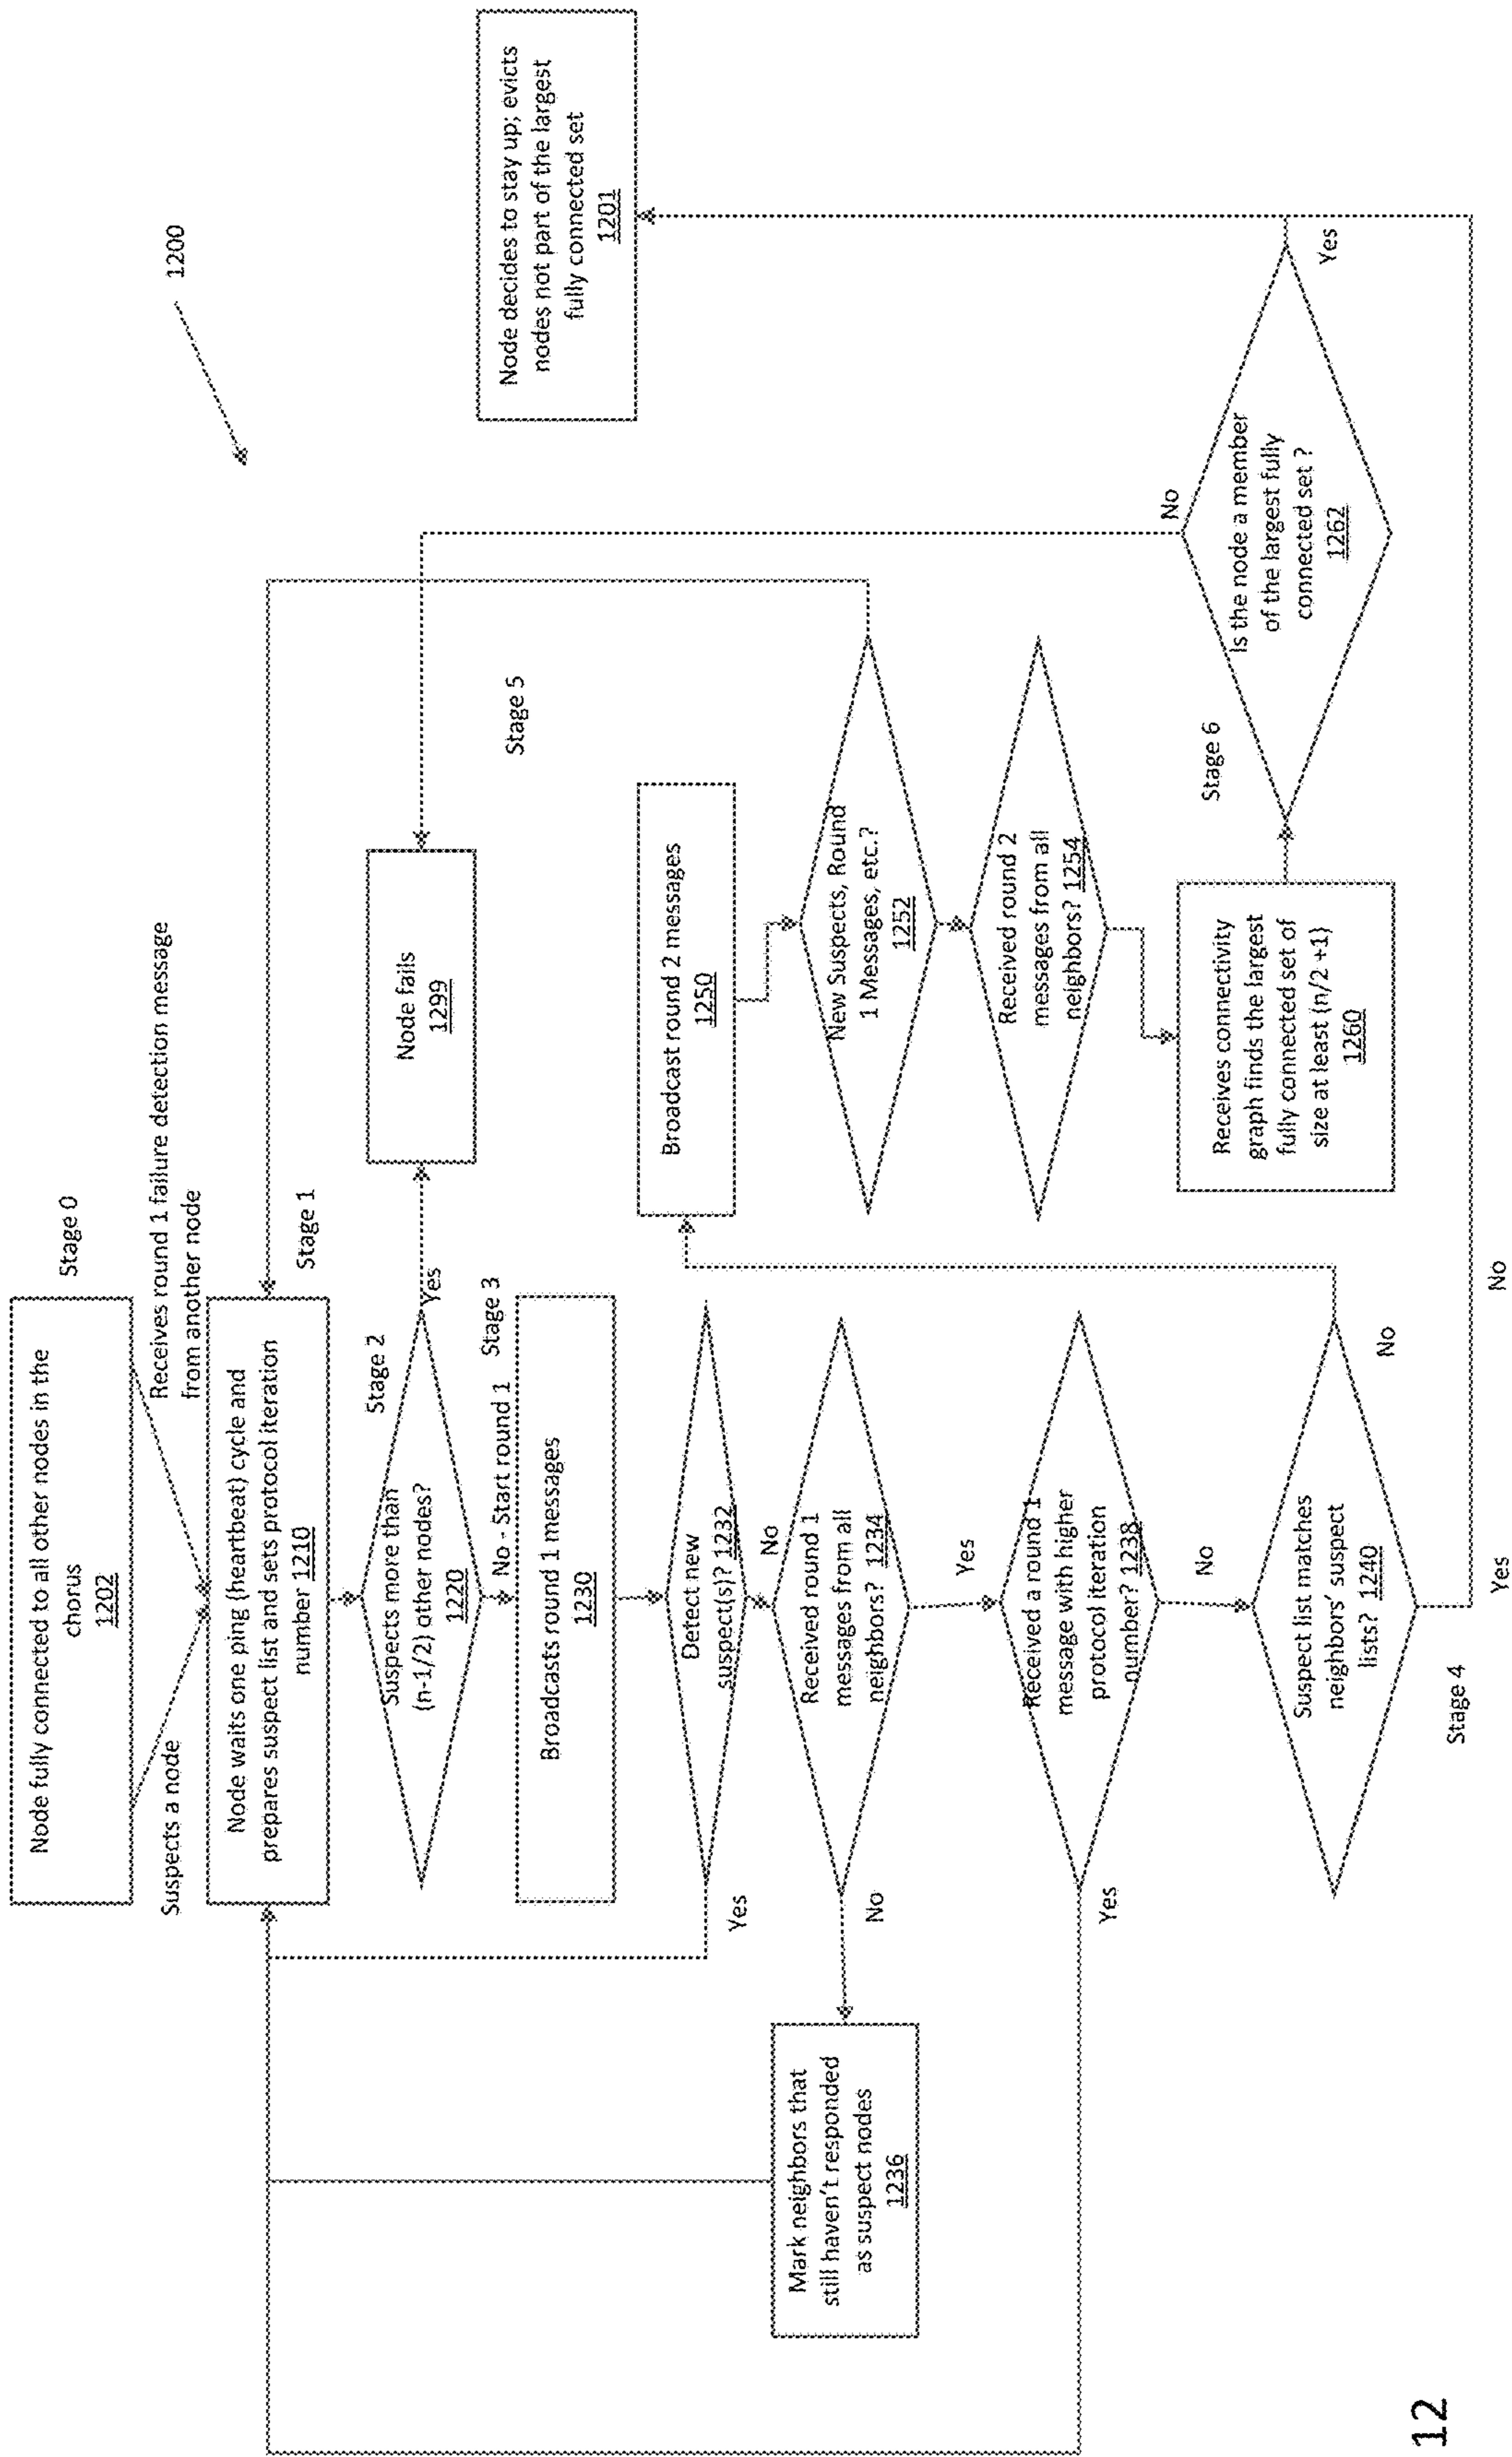 1200
Stage 0
Node fully connected to all other nodes in the
chorus
1202
Suspects a node
Receives round 1 failure detection message
from another node
Stage 1
Node waits one ping (heartbeat) cycle and
prepares suspect list and sets protocol iteration
number 1210
Stage 2
Suspects more than
(n-1/2) other nodes?
1220
Yes
Node fails
1299
No - Start round 1
Stage 3
Broadcasts round 1 messages
1230
Detect new
suspect(s)? 1232
Yes
No
Received round 1
messages from all
neighbors? 1234
No
Mark neighbors that
still haven't responded
as suspect nodes
1236
Yes
Received a round 1
message with higher
protocol iteration
number? 1238
Yes
No
Suspect list matches
neighbors' suspect
lists? 1240
No
Stage 4
Yes
No
Stage 5
Broadcast round 2 messages
1250
New Suspects, Round
1 Messages, etc.?
1252
Received round 2
messages from all
neighbors? 1254
Receives connectivity
graph finds the largest
fully connected set of
size at least (n/2 +1)
1260
Stage 6
Is the node a member
of the largest fully
connected set ?
1262
No
Yes
Node decides to stay up; evicts
nodes not part of the largest
fully connected set
1201
12